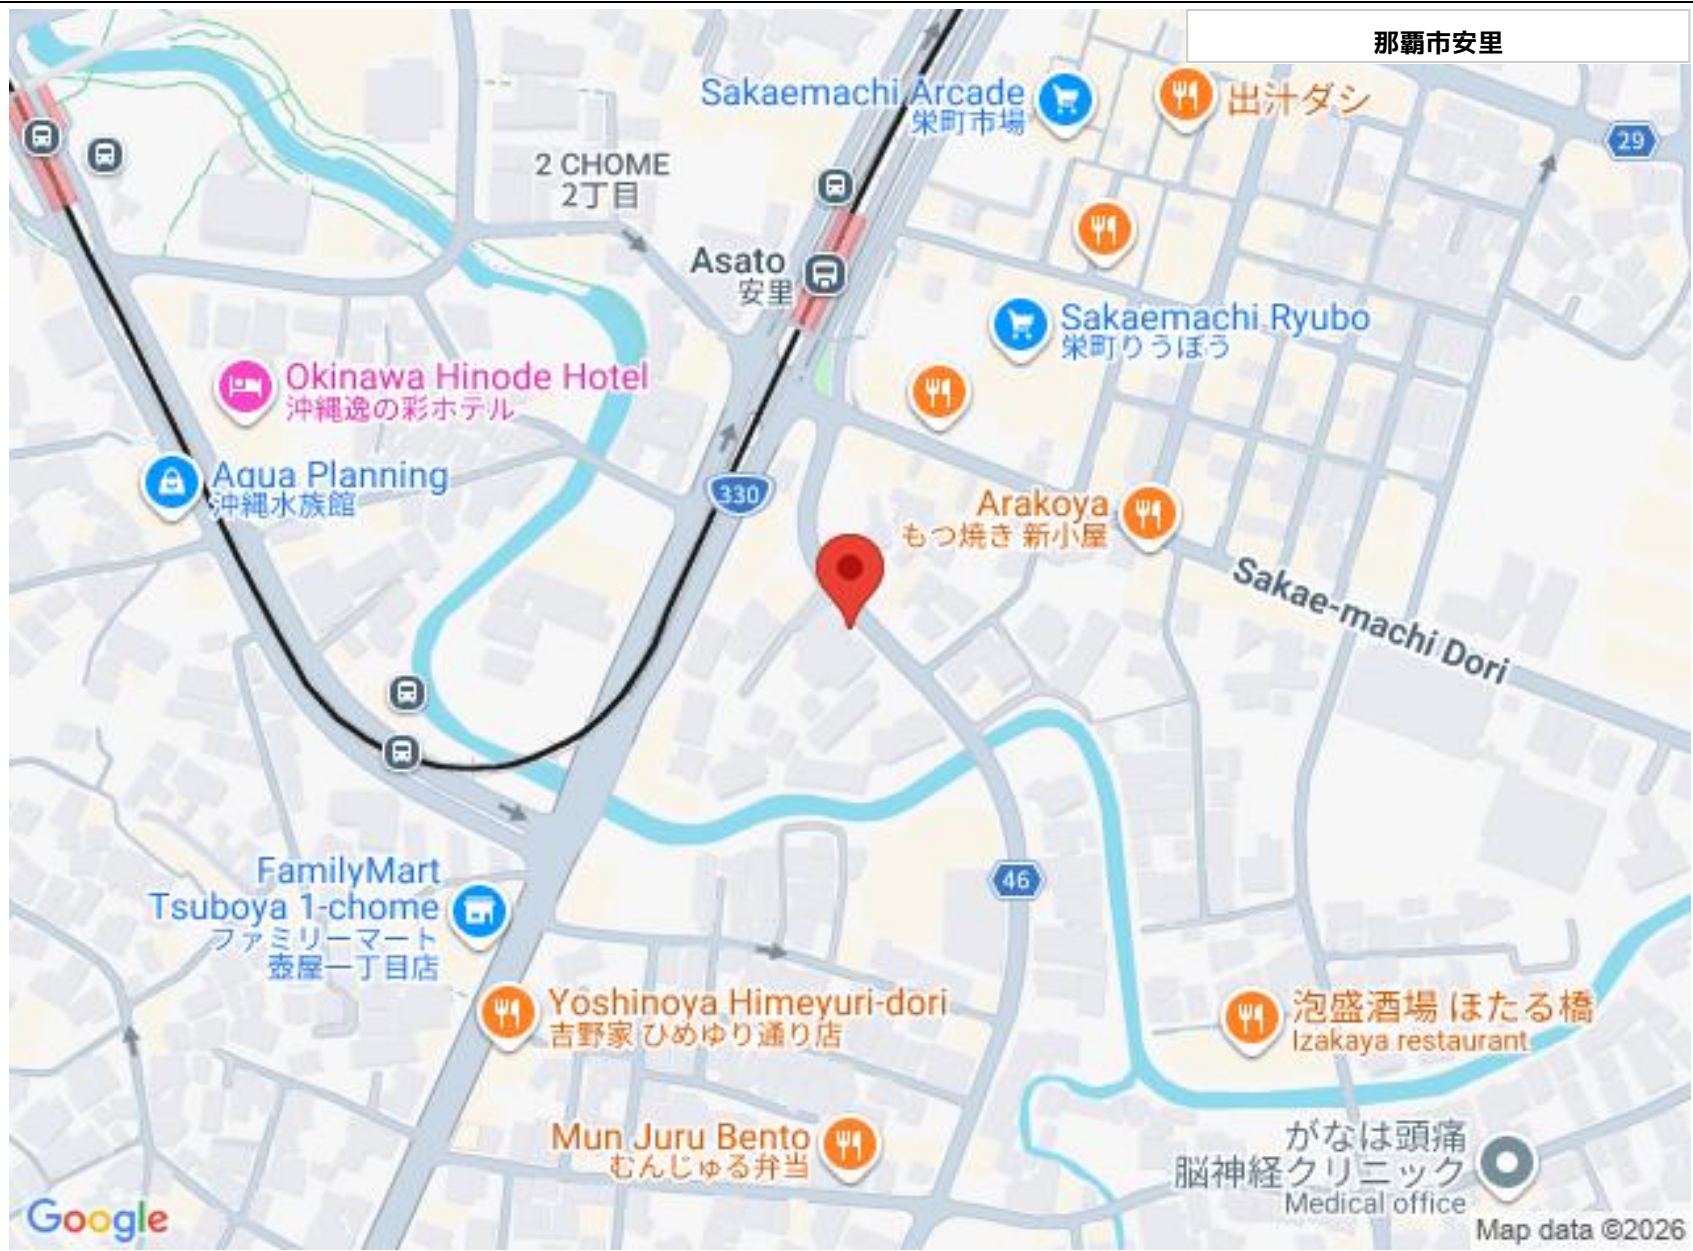 那覇市安里
Sakaemachi Arcade
栄町市場
出汁ダシ
29
2 CHOME
2丁目
Asato
安里
Sakaemachi Ryubo
栄町りうぼう
Okinawa Hinode Hotel
沖縄逸の彩ホテル
Aqua Planning
沖縄水族館
330
Arakoya
もつ焼き 新小屋
Sakae-machi Dori
46
FamilyMart
Tsuboya 1-chome
ファミリーマート
壺屋一丁目店
Yoshinoya Himeyuri-dori
吉野家 ひめゆり通り店
泡盛酒場 ほたる橋
Izakaya restaurant
Mun Juru Bento
むんじゅる弁当
がなは頭痛
脳神経クリニック
Medical office
Google
Map data ©2026